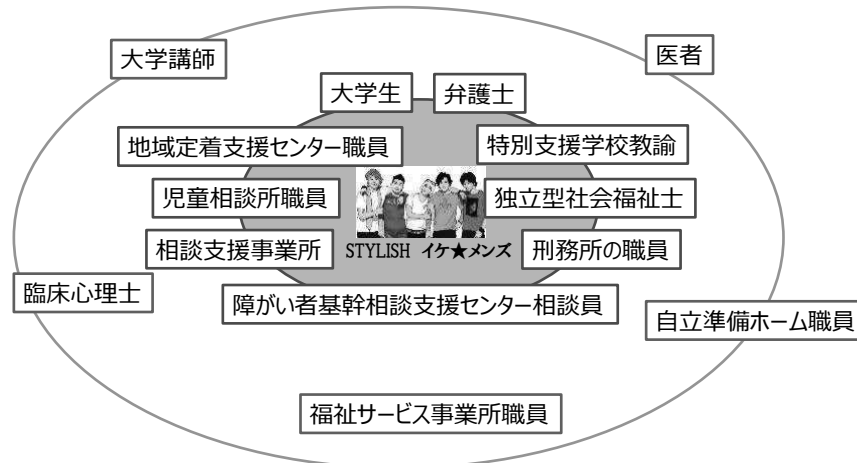 大学講師
医者
大学生
弁護士
地域定着支援センター職員
特別支援学校教諭
児童相談所職員
独立型社会福祉士
相談支援事業所
STYLISH イケ★メンズ
刑務所の職員
臨床心理士
障がい者基幹相談支援センター相談員
自立準備ホーム職員
福祉サービス事業所職員